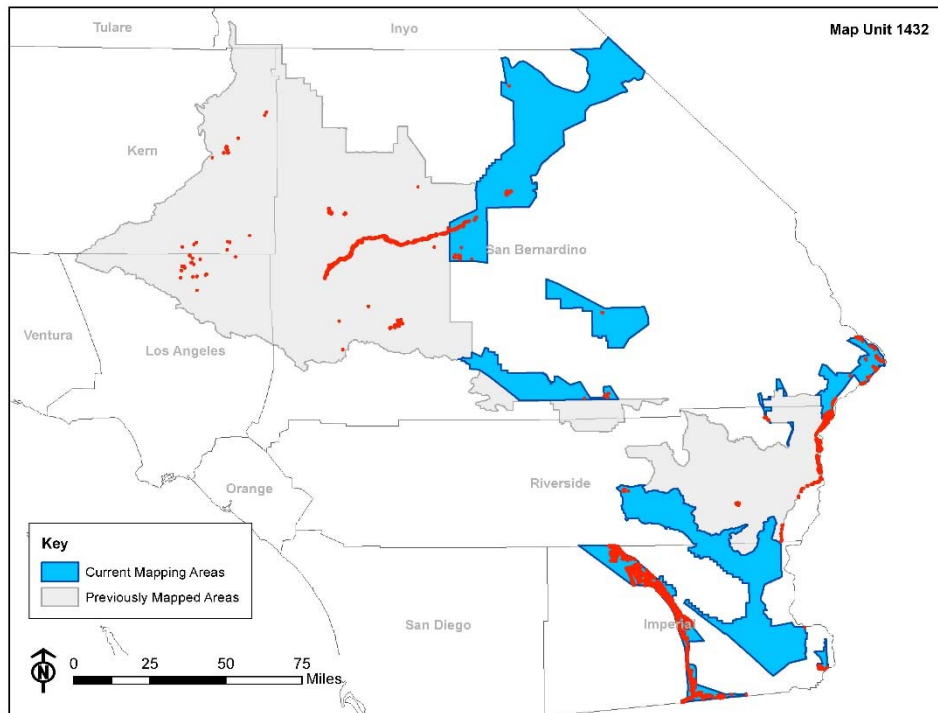 Tulare
Inyo
Map Unit 1432
Kern
San Bernardino
Ventura
Los Angeles
Orange
Riverside
Key
Current Mapping Areas
Previously Mapped Areas
San Diego
Imperial
N
0 25 50 75
Miles